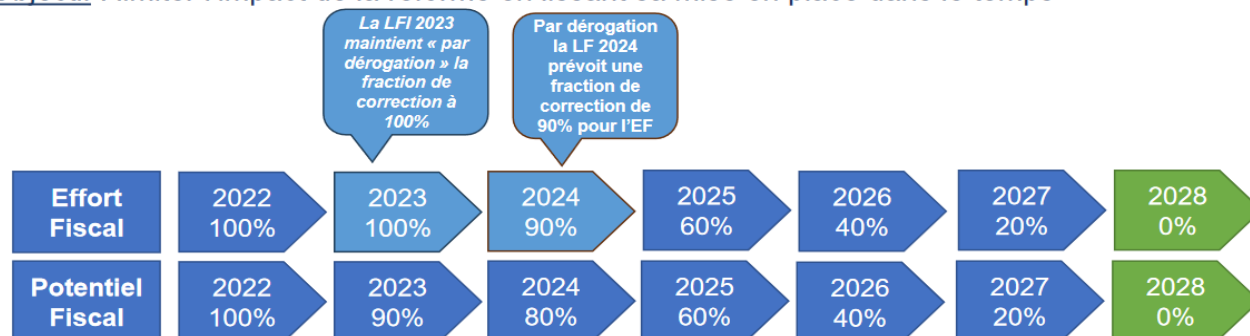 La LFI 2023
maintient « par
dérogation » la
fraction de
correction à
100%
Par dérogation
la LF 2024
prévoit une
fraction de
correction de
90% pour l'EF
Effort
Fiscal
2022
100%
2023
100%
2024
90%
2025
60%
2026
40%
2027
20%
2028
0%
Potentiel
Fiscal
2022
100%
2023
90%
2024
80%
2025
60%
2026
40%
2027
20%
2028
0%